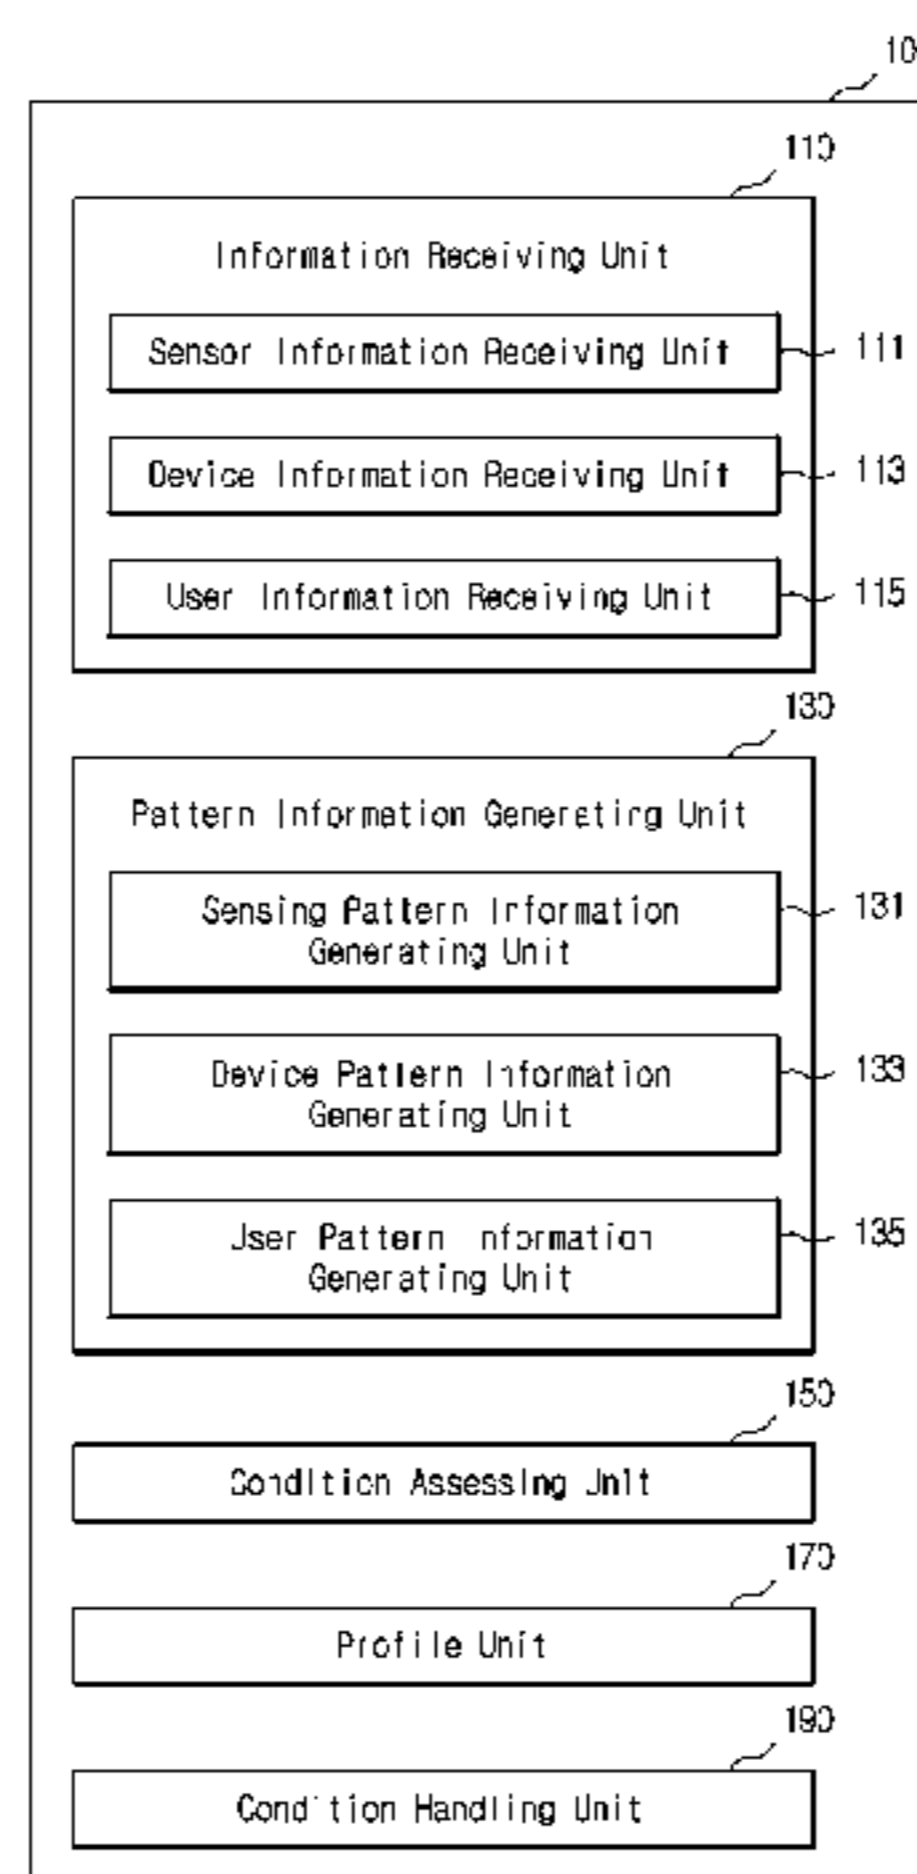 110
Information Receiving Unit
Sensor Information Receiving Unit
111
Device Information Receiving Unit
113
User Information Receiving Unit
115
130
Pattern Information Generating Unit
Sensing Pattern Information
Generating Unit
131
Device Pattern Information
Generating Unit
133
User Pattern Information
Generating Unit
135
150
Condition Assessing Unit
170
Profile Unit
190
Condition Handling Unit